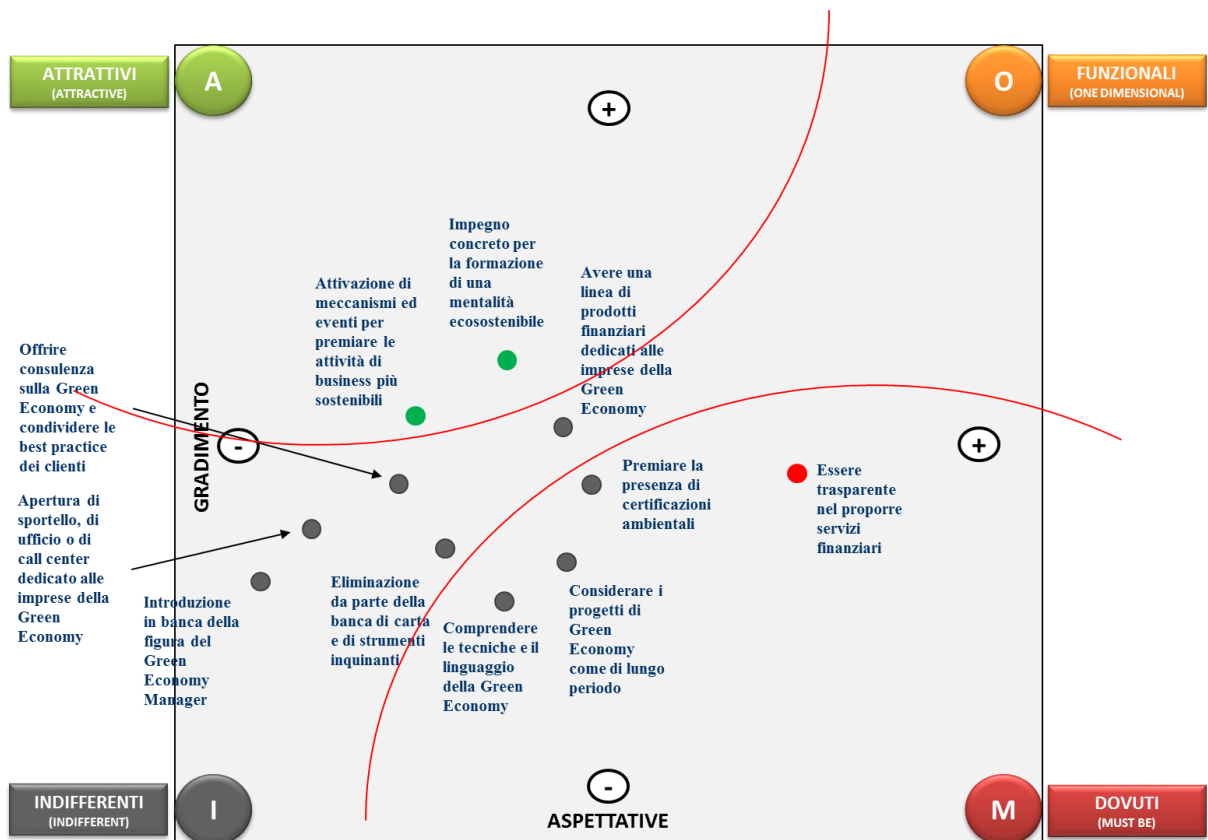 ATTRATTIVI
(ATTRACTIVE)
A
O
FUNZIONALI
(ONE DIMENSIONAL)
+
Impegno
concreto per
la formazione
di una
mentalità
ecosostenibile
Attivazione di
meccanismi ed
eventi per
premiare le
attività di
business più
sostenibili
Avere una
linea di
prodotti
finanziari
dedicati alle
imprese della
Green
Economy
Offrire
consulenza
sulla Green
Economy e
condividere le
best practice
dei clienti
GRADIMENTO
-
+
Premiare la
presenza di
certificazioni
ambientali
Essere
trasparente
nel proporre
servizi
finanziari
Apertura di
sportello, di
ufficio o di
call center
dedicato alle
imprese della
Green
Economy
Introduzione
in banca della
figura del
Green
Economy
Manager
Eliminazione
da parte della
banca di carta
e di strumenti
inquinanti
Comprendere
le tecniche e il
linguaggio
della Green
Economy
Considerare i
progetti di
Green
Economy
come di lungo
periodo
INDIFFERENTI
(INDIFFERENT)
I
-
ASPETTATIVE
M
DOVUTI
(MUST BE)